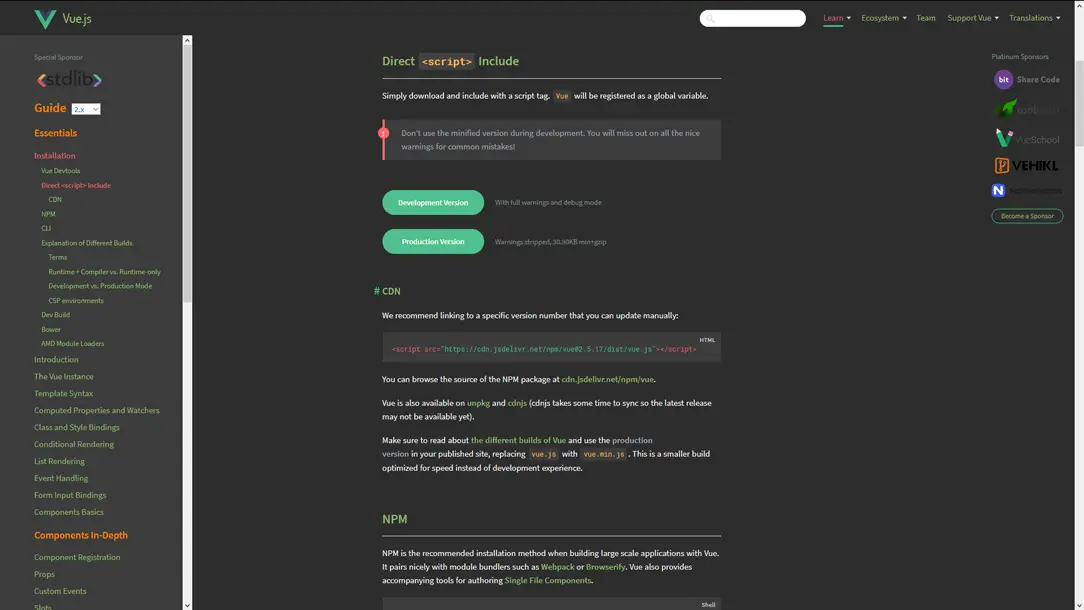 Vue.js
Learn
Ecosystem
Team
Support Vue
Translations
Special Sponsor
<stdlib>
Guide
2.x
Essentials
Installation
Vue Devtools
Direct <script> Include
CDN
NPM
CLI
Explanation of Different Builds
Terms
Runtime + Compiler vs. Runtime-only
Development vs. Production Mode
CSP environments
Dev Build
Bower
AMD Module Loaders
Introduction
The Vue Instance
Template Syntax
Computed Properties and Watchers
Class and Style Bindings
Conditional Rendering
List Rendering
Event Handling
Form Input Bindings
Components Basics
Components In-Depth
Component Registration
Props
Custom Events
Slots
Direct <script> Include
Simply download and include with a script tag. Vue will be registered as a global variable.
!
Don't use the minified version during development. You will miss out on all the nice
warnings for common mistakes!
Development Version
With full warnings and debug mode
Production Version
Warnings stripped, 30.90KB min+gzip
# CDN
We recommend linking to a specific version number that you can update manually:
HTML
<script src="https://cdn.jsdelivr.net/npm/vue@2.5.17/dist/vue.js"></script>
You can browse the source of the NPM package at cdn.jsdelivr.net/npm/vue.
Vue is also available on unpkg and cdnjs (cdnjs takes some time to sync so the latest release
may not be available yet).
Make sure to read about the different builds of Vue and use the production
version in your published site, replacing vue.js with vue.min.js. This is a smaller build
optimized for speed instead of development experience.
NPM
NPM is the recommended installation method when building large scale applications with Vue.
It pairs nicely with module bundlers such as Webpack or Browserify. Vue also provides
accompanying tools for authoring Single File Components.
Shell
Platinum Sponsors
bit Share Code
VueSchool
VEHIKL
N
Become a Sponsor